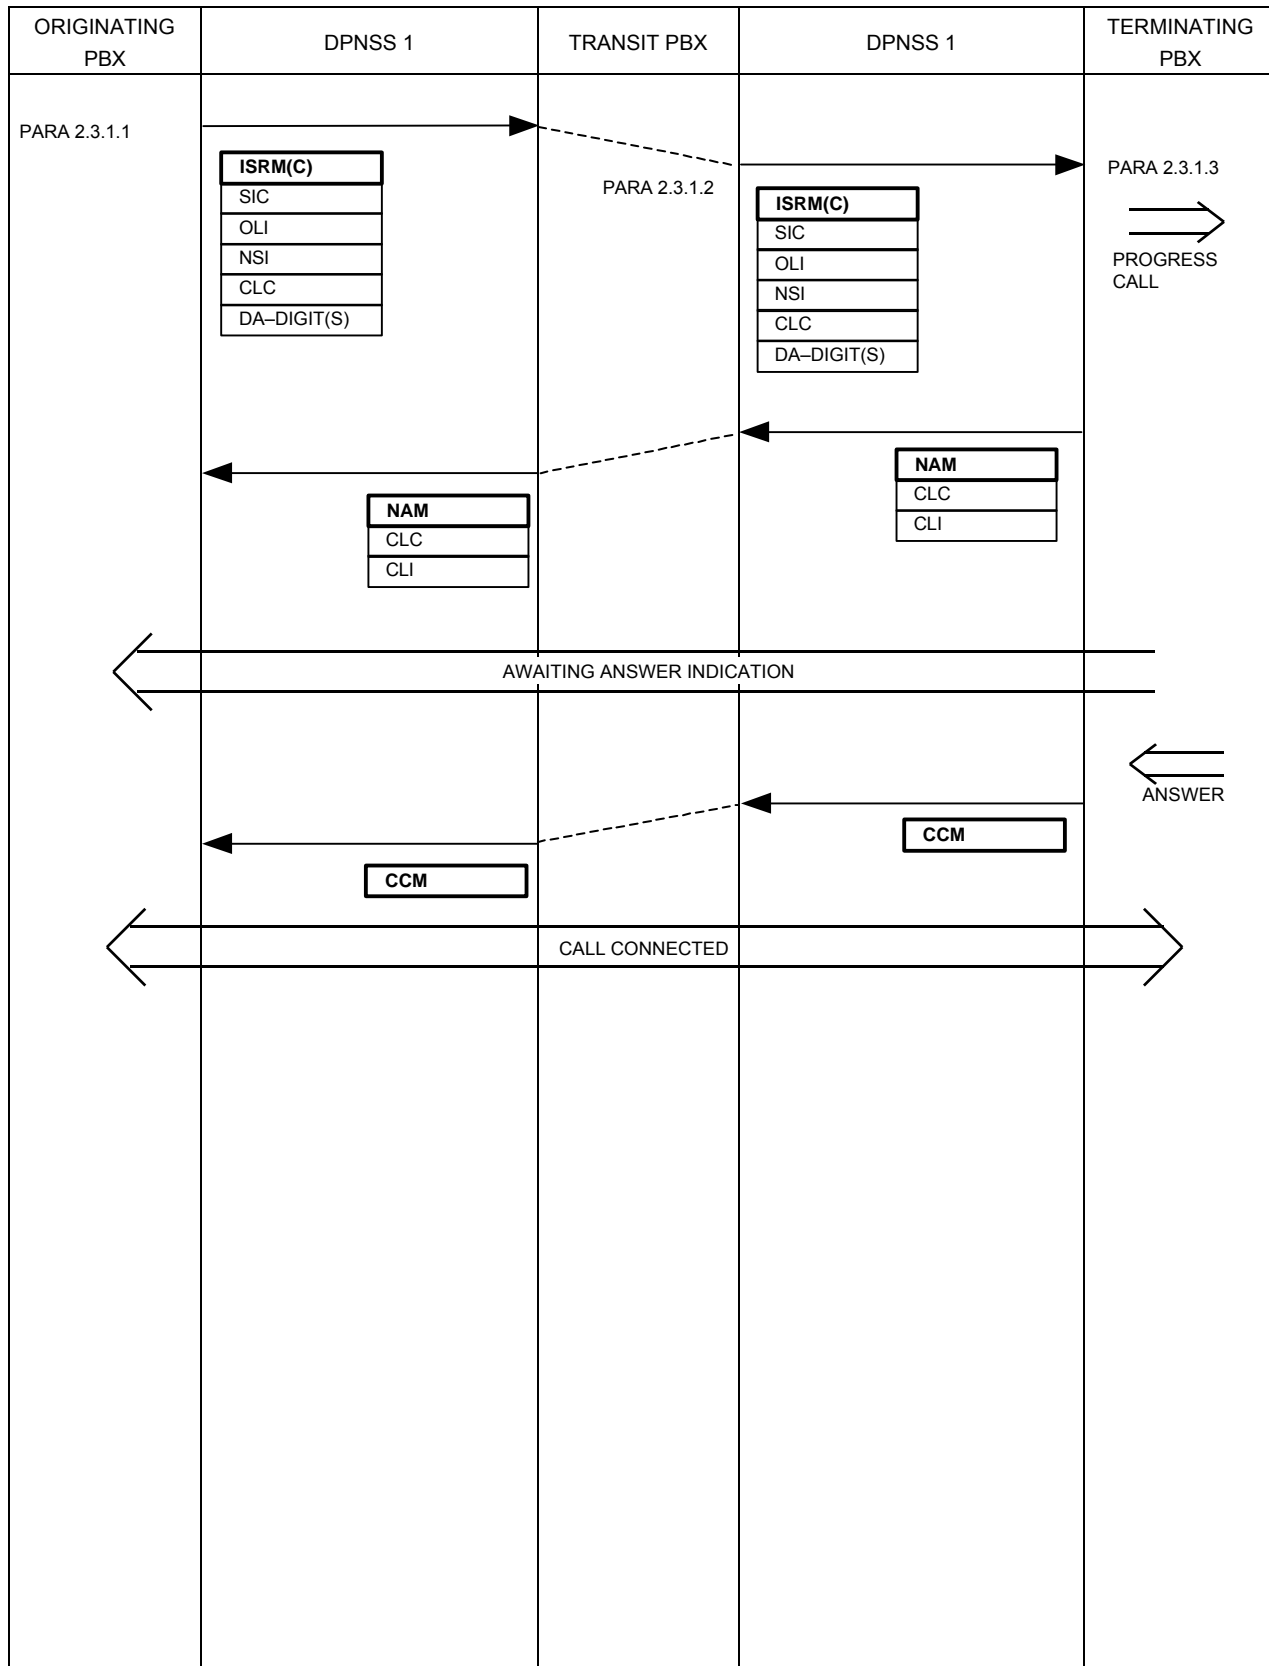 ORIGINATING
PBX
DPNSS 1
TRANSIT PBX
DPNSS 1
TERMINATING
PBX
PARA 2.3.1.1
ISRM(C)
SIC
OLI
NSI
CLC
DA–DIGIT(S)
PARA 2.3.1.2
ISRM(C)
SIC
OLI
NSI
CLC
DA–DIGIT(S)
PARA 2.3.1.3
PROGRESS
CALL
NAM
CLC
CLI
NAM
CLC
CLI
AWAITING ANSWER INDICATION
ANSWER
CCM
CCM
CALL CONNECTED